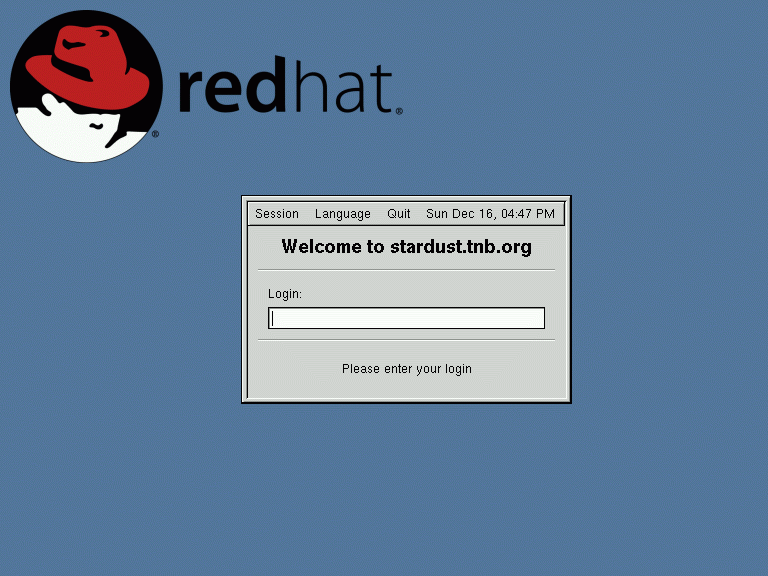 redhat®
®
Session Language Quit Sun Dec 16, 04:47 PM
Welcome to stardust.tnb.org
Login:
Please enter your login